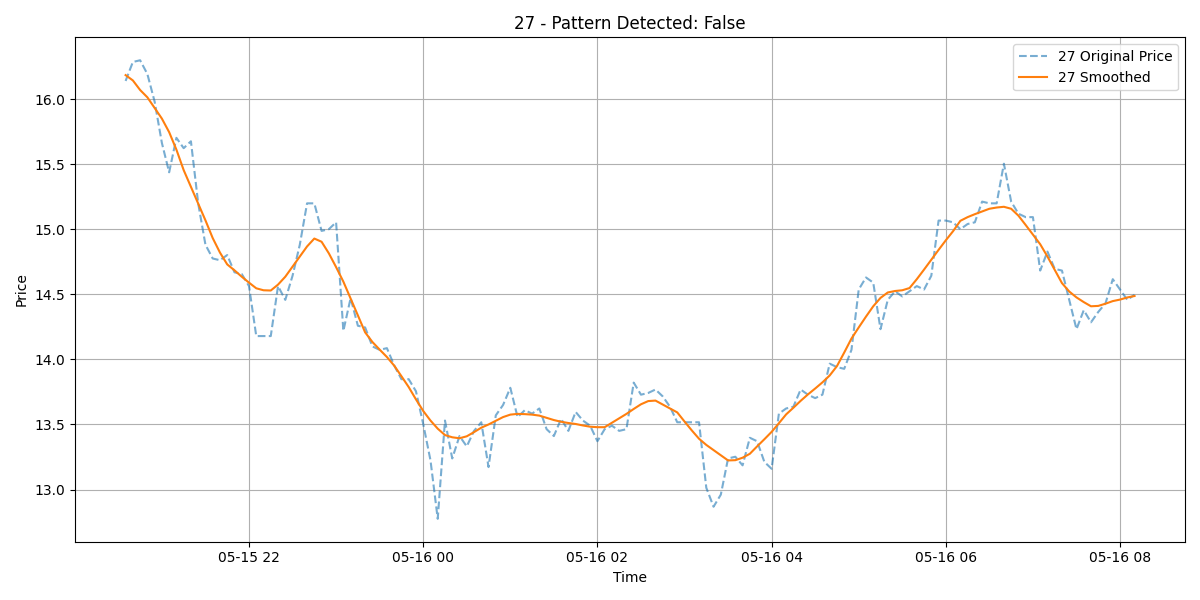 27 - Pattern Detected: False
27 Original Price
27 Smoothed
16.0
15.5
15.0
14.5
14.0
13.5
13.0
Price
05-15 22
05-16 00
05-16 02
05-16 04
05-16 06
05-16 08
Time